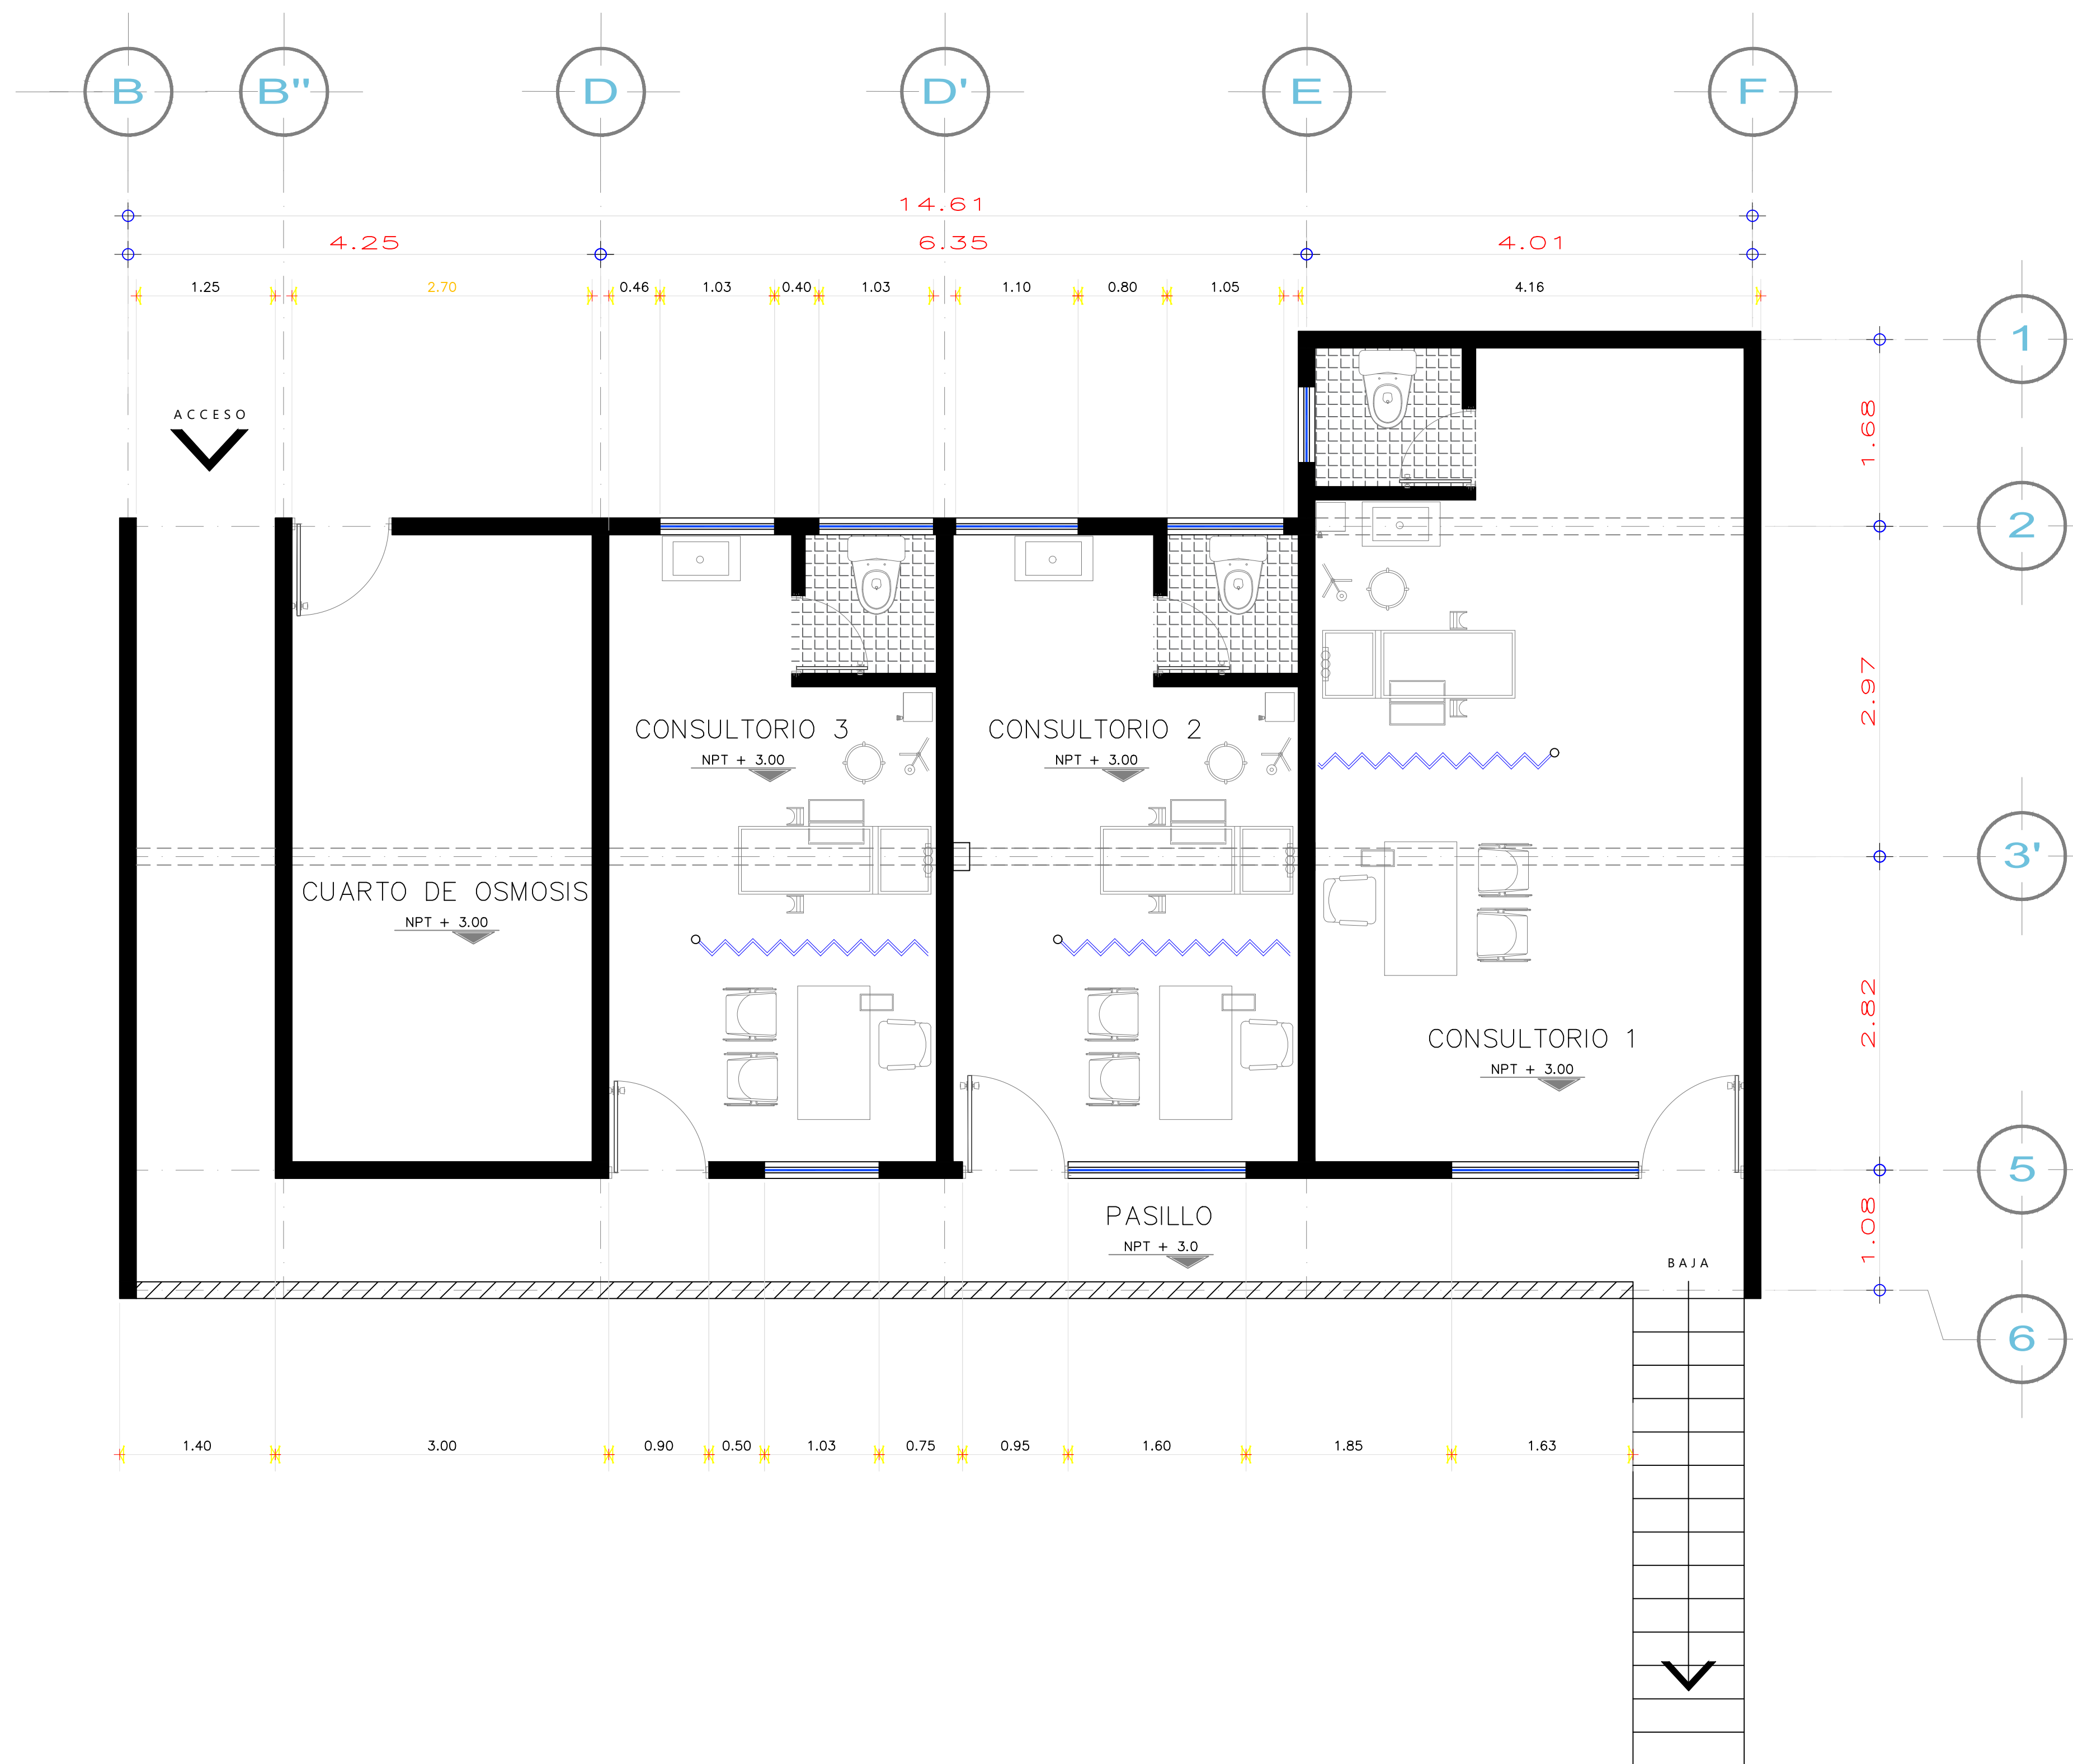 B B'' D D' E F
14.61
4.25 6.35 4.01
1.25 2.70 0.46 1.03 0.40 1.03 1.10 0.80 1.05 4.16
1
ACCESO
1.68
2
2.97
CONSULTORIO 3 CONSULTORIO 2
NPT + 3.00 NPT + 3.00
3'
CUARTO DE OSMOSIS
NPT + 3.00
2.82
CONSULTORIO 1
NPT + 3.00
5
1.08
PASILLO
NPT + 3.0
BAJA
6
1.40 3.00 0.90 0.50 1.03 0.75 0.95 1.60 1.85 1.63